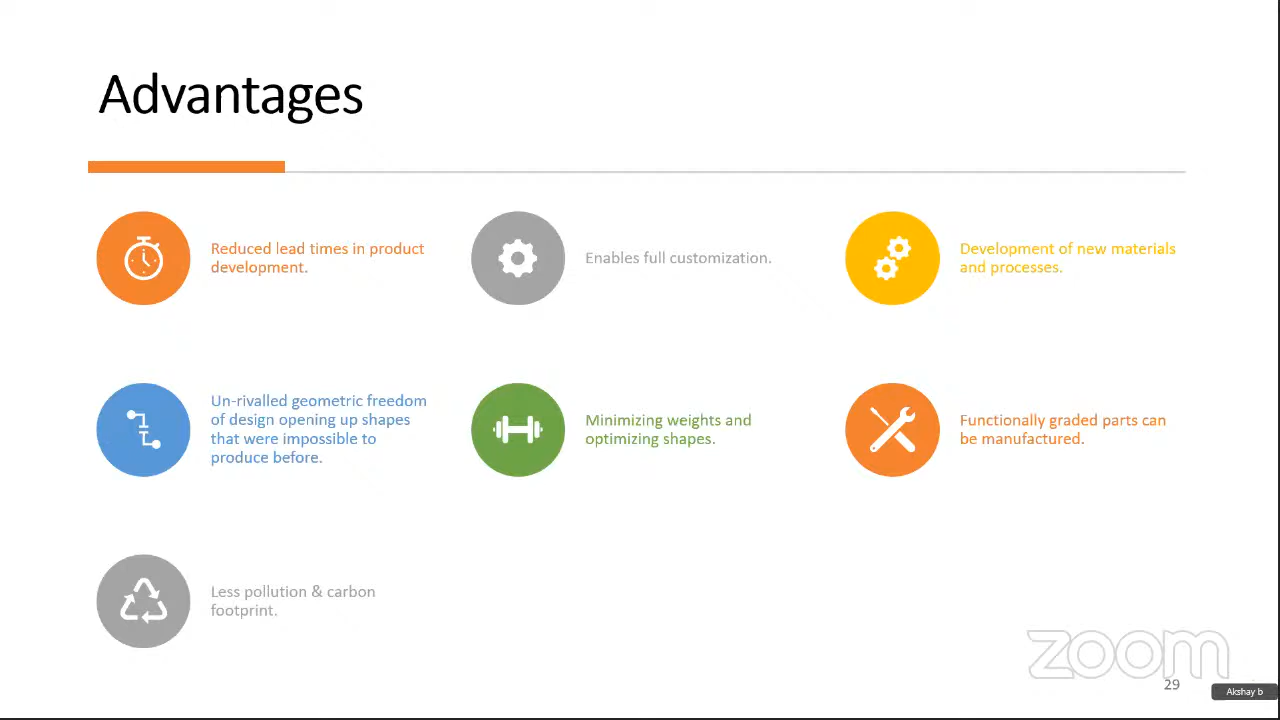 Advantages
Reduced lead times in product
development.
Enables full customization.
Development of new materials
and processes.
Un-rivalled geometric freedom
of design opening up shapes
that were impossible to
produce before.
Minimizing weights and
optimizing shapes.
Functionally graded parts can
be manufactured.
Less pollution & carbon
footprint.
zoom
29
Akshay b